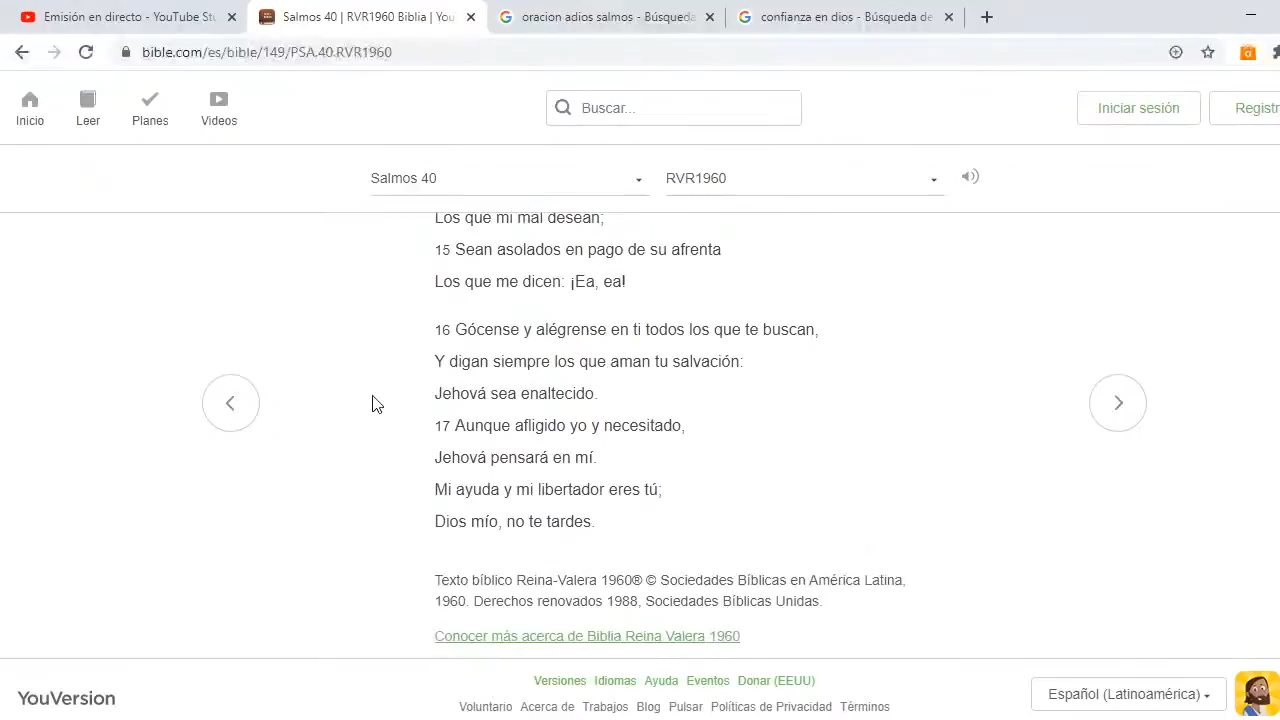 Emisión en directo - YouTube Stu
Salmos 40 | RVR1960 Biblia | You
oracion adios salmos - Búsqueda
confianza en dios - Búsqueda de
bible.com/es/bible/149/PSA.40.RVR1960
Inicio
Leer
Planes
Videos
Buscar...
Iniciar sesión
Registr
Salmos 40
RVR1960
Los que mi mal desean;
15 Sean asolados en pago de su afrenta
Los que me dicen: ¡Ea, ea!
16 Gócense y alégrense en ti todos los que te buscan,
Y digan siempre los que aman tu salvación:
Jehová sea enaltecido.
17 Aunque afligido yo y necesitado,
Jehová pensará en mí.
Mi ayuda y mi libertador eres tú;
Dios mío, no te tardes.
Texto bíblico Reina-Valera 1960® © Sociedades Bíblicas en América Latina,
1960. Derechos renovados 1988, Sociedades Bíblicas Unidas.
Conocer más acerca de Biblia Reina Valera 1960
YouVersion
Versiones Idiomas Ayuda Eventos Donar (EEUU)
Voluntario Acerca de Trabajos Blog Pulsar Políticas de Privacidad Términos
Español (Latinoamérica)